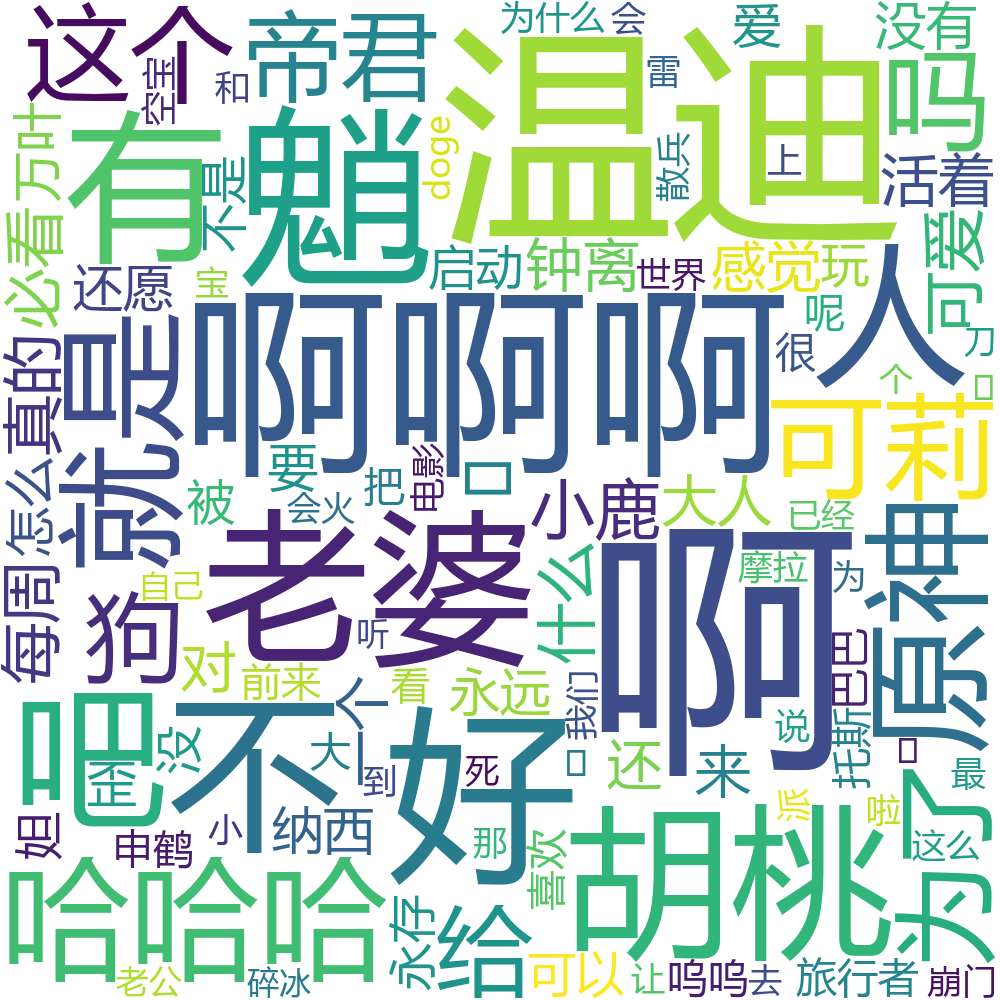 这个
帝君
为什么
会
爱
没有
空宝
和
雷
温迪
吗
有
魈
doge
散兵
上
活着
万叶
不是
必看
还愿
宝
启动
钟离
世界
感觉
玩
可爱
呢
人
很
刀
个
真的
就是
啊啊啊
可莉
要
把
电影
口
小鹿
大人
已经
怎么
被
会火
老婆
什么
啊
原神
每周
自己
狗
听
摩拉
为
对
前来
看
永远
我们
巴巴
吧
歪
没
不
个
大
到
好
死
还
来
说
托斯
最
妲
申鹤
小
纳西
那
喜欢
胡桃
派
啦
这么
为了
哈哈哈
永存
给
老公
碎冰
可以
让
呜呜
去
旅行者
崩门